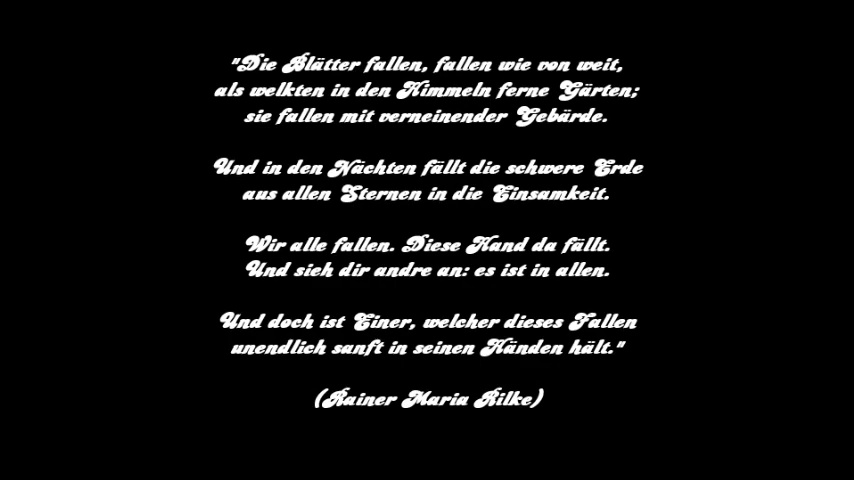 "Die Blätter fallen, fallen wie von weit,
als welkten in den Himmeln ferne Gärten;
sie fallen mit verneinender Gebärde.
Und in den Nächten fällt die schwere Erde
aus allen Sternen in die Einsamkeit.
Wir alle fallen. Diese Hand da fällt.
Und sieh dir andre an: es ist in allen.
Und doch ist Einer, welcher dieses Fallen
unendlich sanft in seinen Händen hält."
(Rainer Maria Rilke)